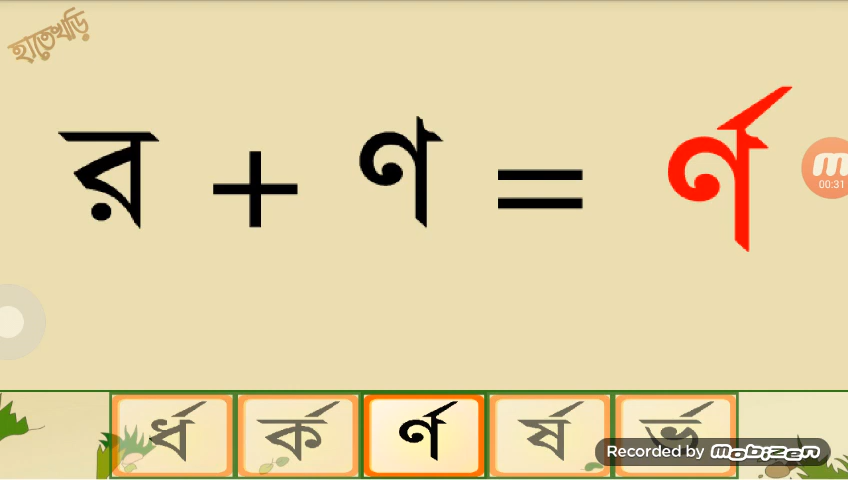 হাতেখড়ি
র + ণ = র্ণ
00:31
র্ধ র্ক র্ণ র্ষ র্ভ
Recorded by mobizen